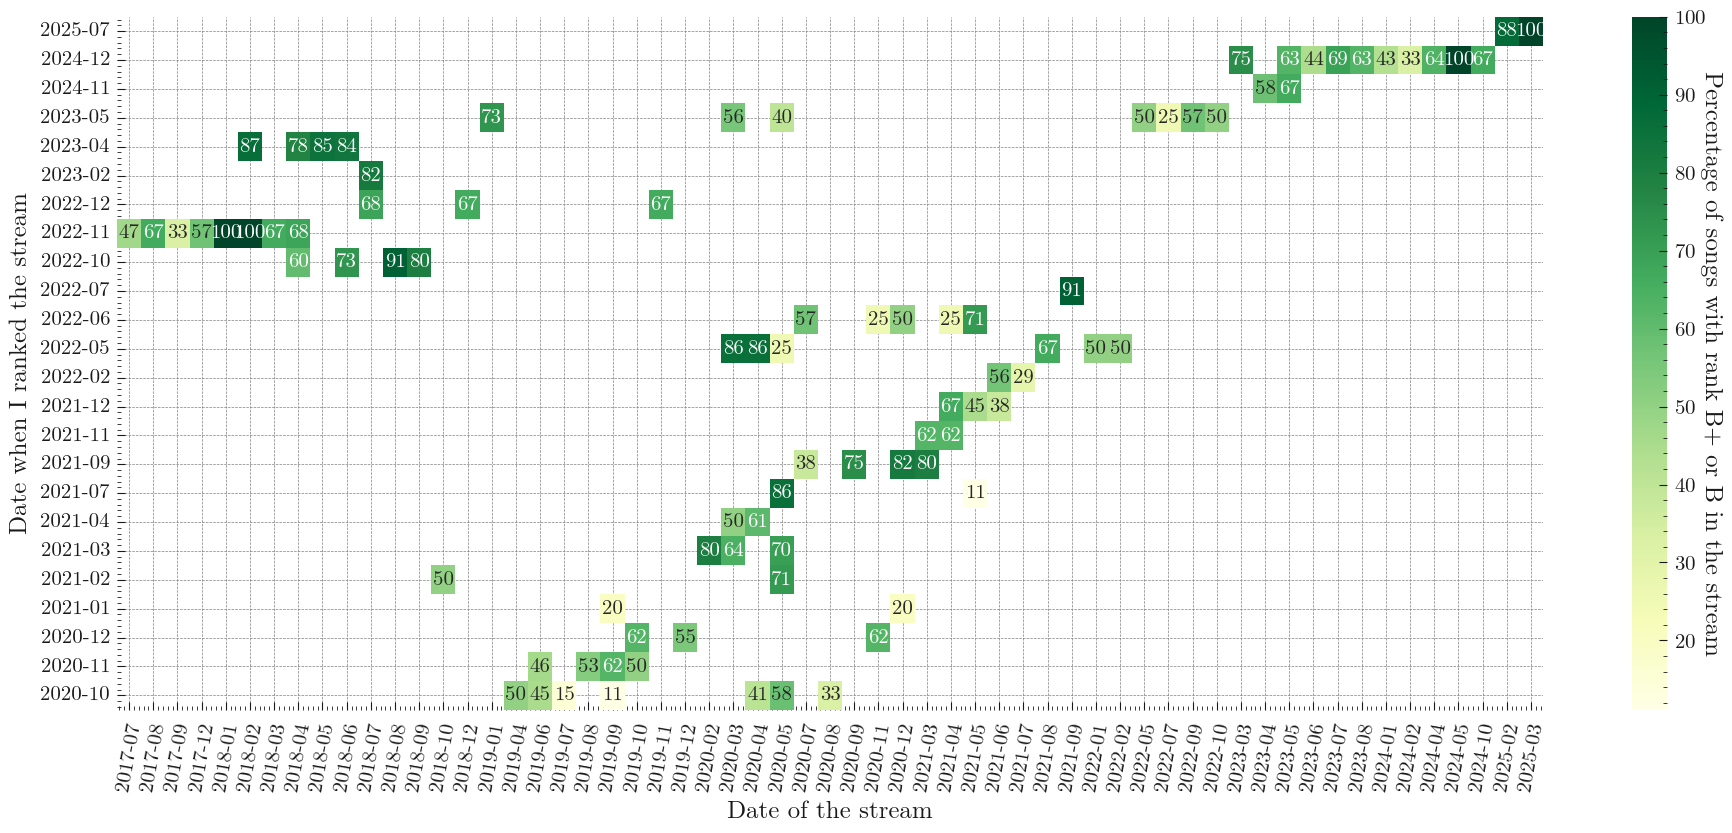 2025-07 88 100
2024-12 75 63 44 69 63 43 33 64 100 67
2024-11 58 67
2023-05 73 56 40 50 25 57 50
2023-04 87 78 85 84
2023-02 82
2022-12 68 67 67
2022-11 47 67 33 57 100 100 67 68
2022-10 60 73 91 80
2022-07 91
2022-06 57 25 50 25 71
2022-05 86 86 25 67 50 50
2022-02 56 29
2021-12 67 45 38
2021-11 62 62
2021-09 38 75 82 80
2021-07 86 11
2021-04 50 61
2021-03 80 64 70
2021-02 50 71
2021-01 20 20
2020-12 62 55 62
2020-11 46 53 62 50
2020-10 50 45 15 11 41 58 33
Date when I ranked the stream
2017-07 2017-08 2017-09 2017-12 2018-01 2018-02 2018-03 2018-04 2018-05 2018-06 2018-07 2018-08 2018-09 2018-10 2018-12 2019-01 2019-04 2019-06 2019-07 2019-08 2019-09 2019-10 2019-11 2019-12 2020-02 2020-03 2020-04 2020-05 2020-07 2020-08 2020-09 2020-11 2020-12 2021-03 2021-04 2021-05 2021-06 2021-07 2021-08 2021-09 2022-01 2022-02 2022-05 2022-07 2022-09 2022-10 2023-03 2023-04 2023-05 2023-06 2023-07 2023-08 2024-01 2024-02 2024-04 2024-05 2024-10 2025-02 2025-03
Date of the stream
100
90
80
70
60
50
40
30
20
Percentage of songs with rank B+ or B in the stream